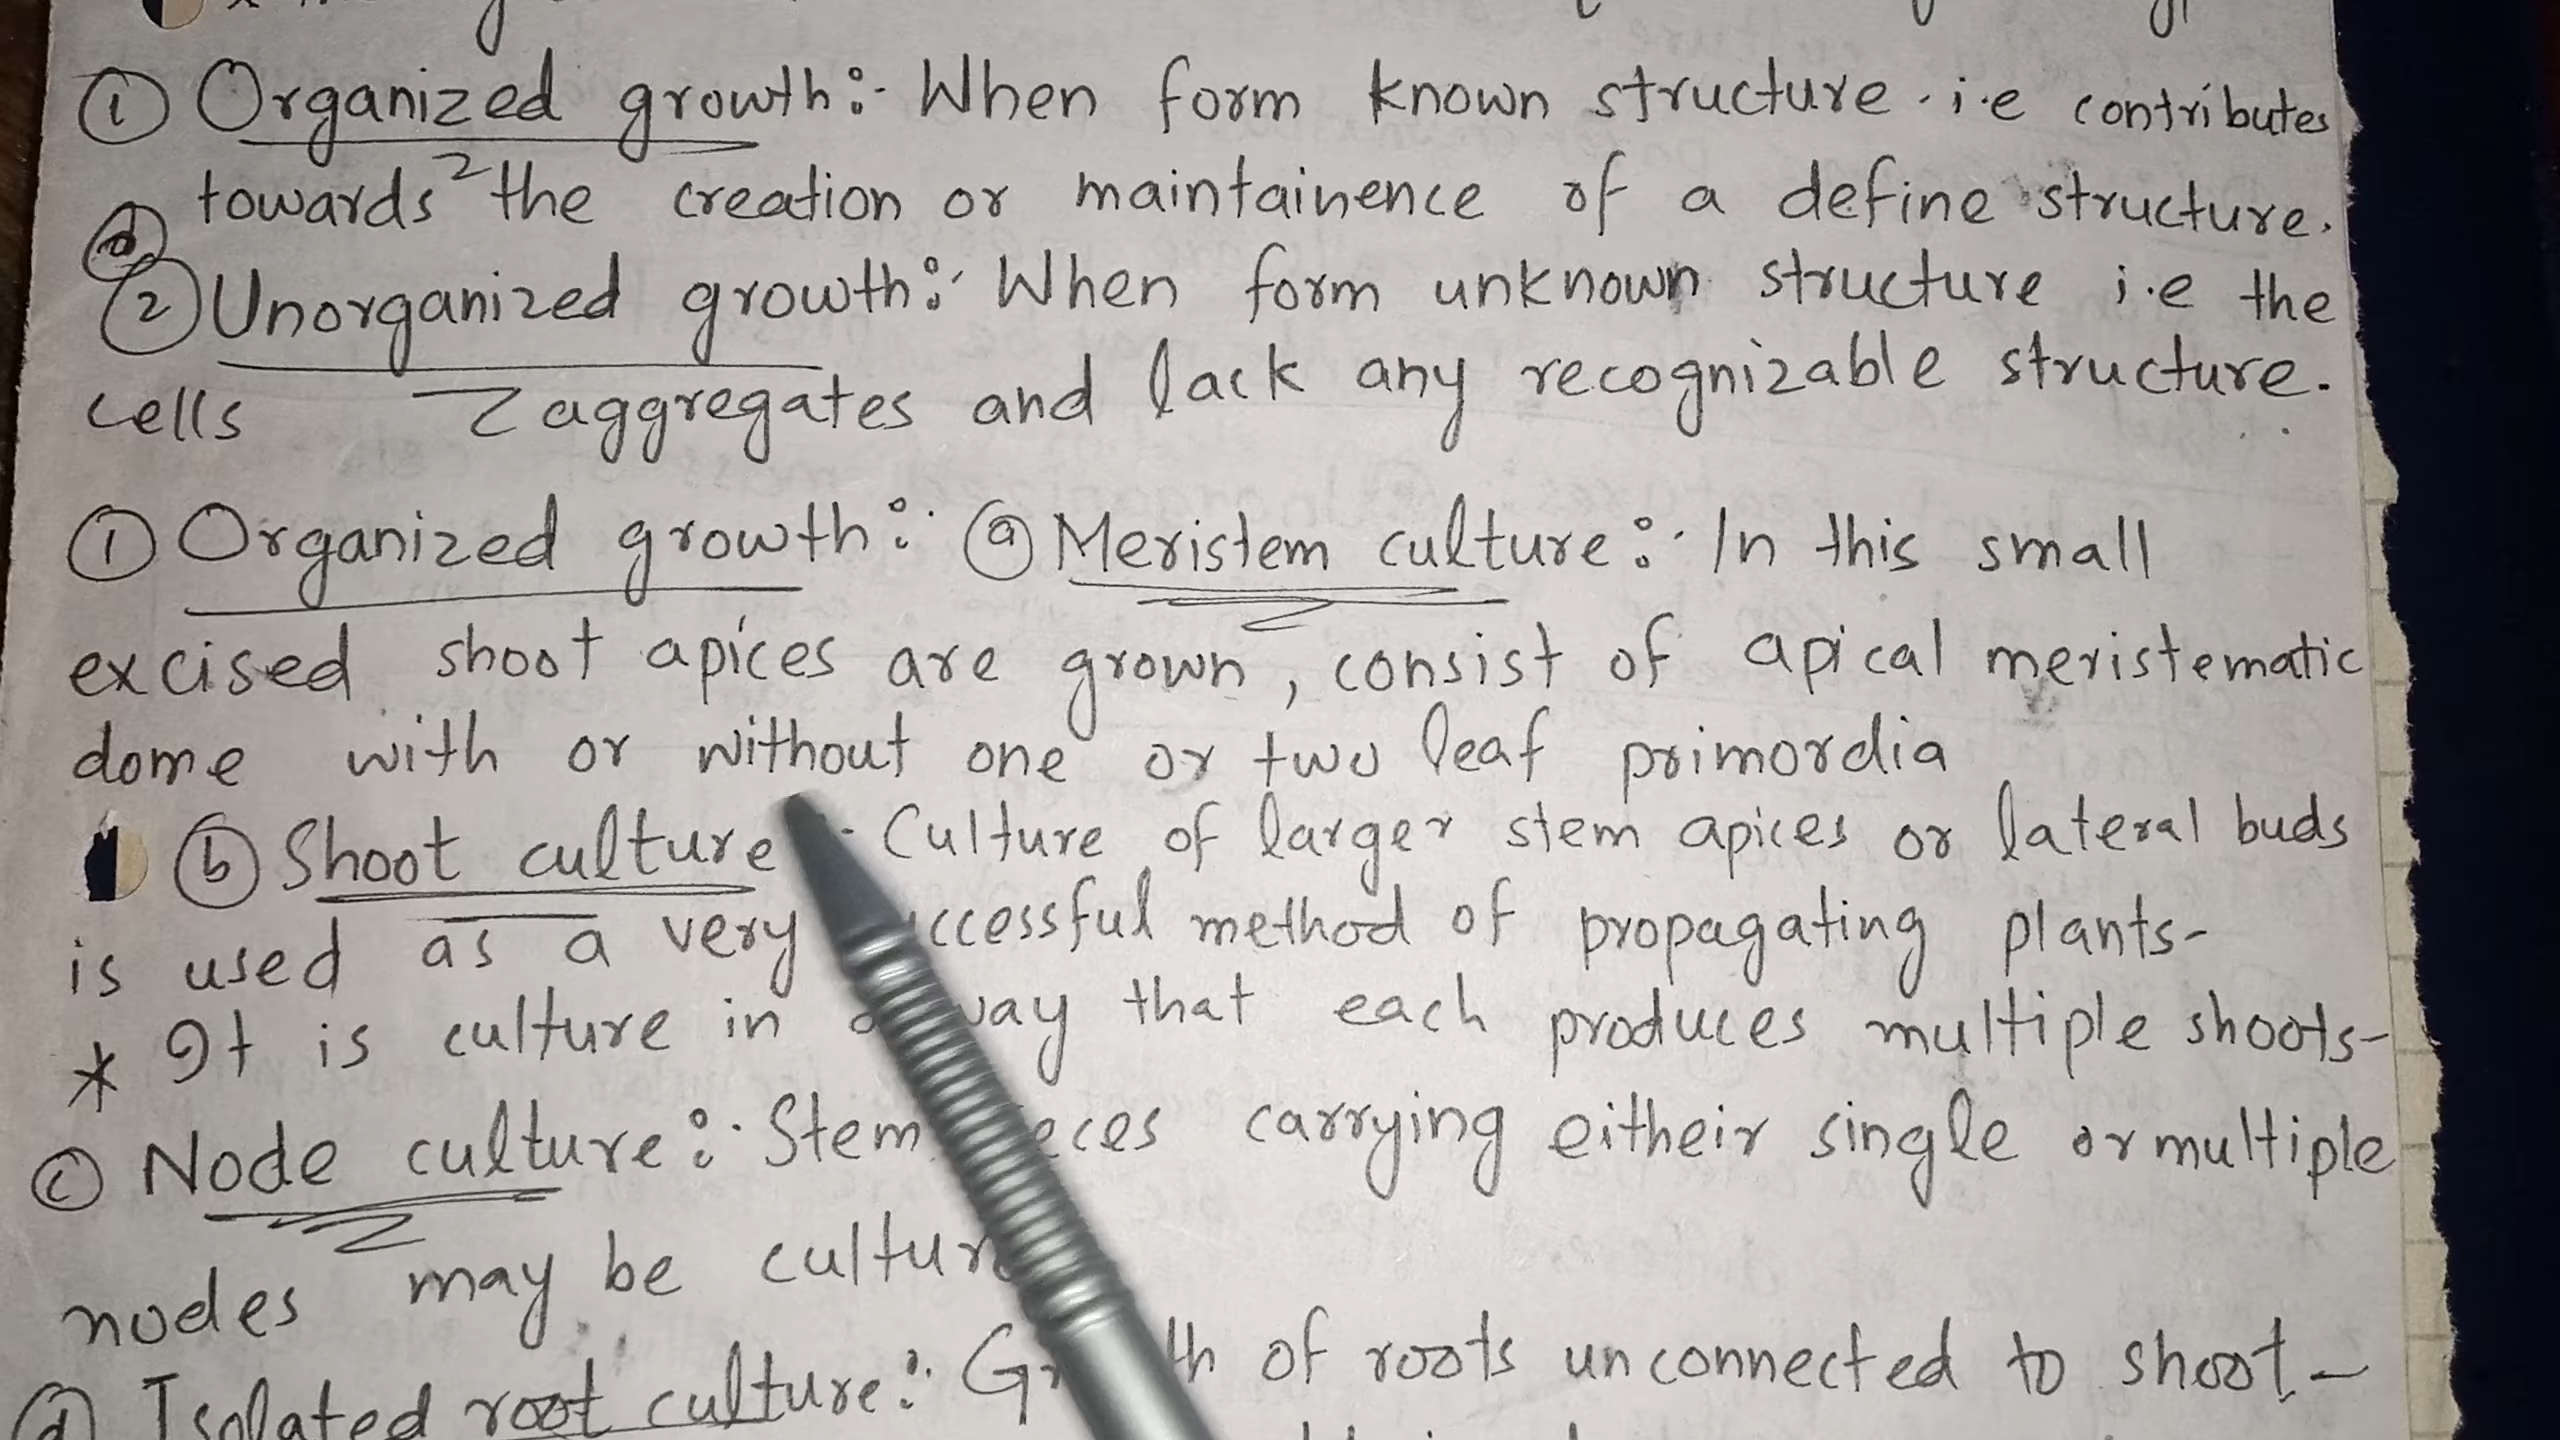 ① Organized growth:- When form known structure. i.e contributes
towards the creation or maintainence of a define structure.
② Unorganized growth:- When form unknown structure i.e the
cells aggregates and lack any recognizable structure.
① Organized growth:- ⓐ Meristem culture:- In this small
excised shoot apices are grown, consist of apical meristematic
dome with or without one or two leaf primordia
ⓑ Shoot culture - Culture of larger stem apices or lateral buds
is used as a very method of propagating plants-
* It is culture in that each produces multiple shoots-
ⓒ Node culture:- Stem carrying eitheir single or multiple
nodes may be
ⓓ Isolated root culture:- of roots unconnected to shoot-